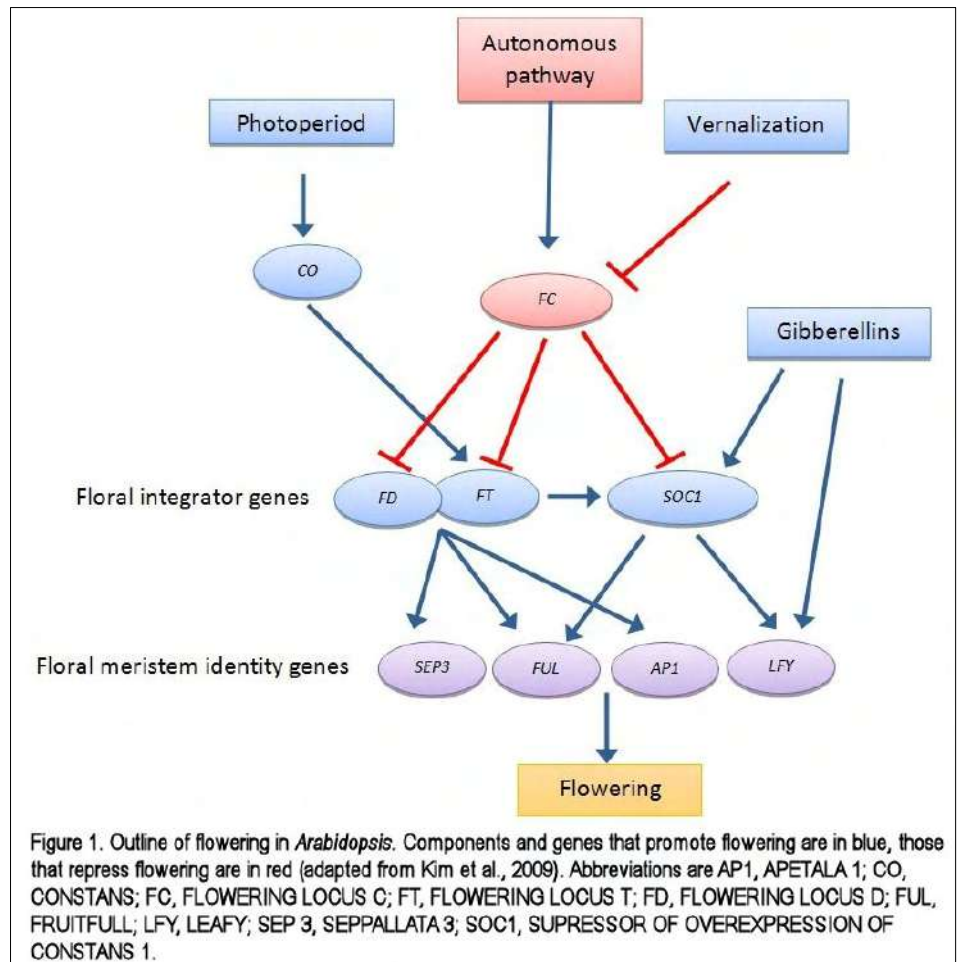 Autonomous
pathway
Photoperiod
Vernalization
CO
FC
Gibberellins
Floral integrator genes
FD
FT
SOC1
Floral meristem identity genes
SEP3
FUL
AP1
LFY
Flowering
Figure 1. Outline of flowering in Arabidopsis. Components and genes that promote flowering are in blue, those
that repress flowering are in red (adapted from Kim et al., 2009). Abbreviations are AP1, APETALA 1; CO,
CONSTANS; FC, FLOWERING LOCUS C; FT, FLOWERING LOCUS T; FD, FLOWERING LOCUS D; FUL,
FRUITFULL; LFY, LEAFY; SEP 3, SEPPALLATA 3; SOC1, SUPRESSOR OF OVEREXPRESSION OF
CONSTANS 1.